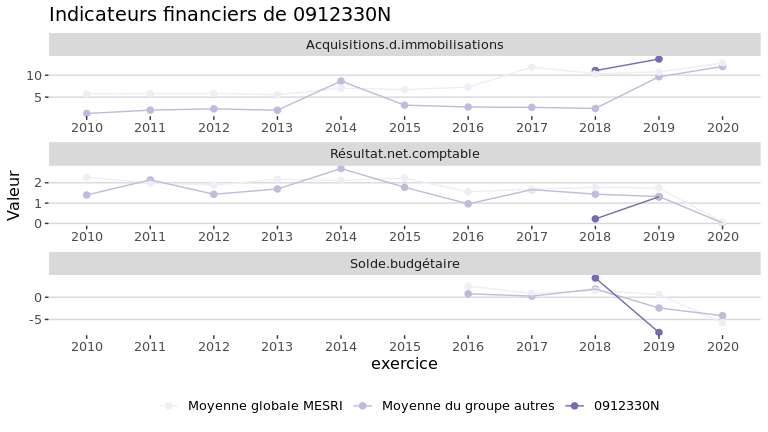 Indicateurs financiers de 0912330N
Acquisitions.d.immobilisations
10
5
2010 2011 2012 2013 2014 2015 2016 2017 2018 2019 2020
Résultat.net.comptable
2
1
0
2010 2011 2012 2013 2014 2015 2016 2017 2018 2019 2020
Solde.budgétaire
0
-5
2010 2011 2012 2013 2014 2015 2016 2017 2018 2019 2020
Valeur
exercice
Moyenne globale MESRI Moyenne du groupe autres 0912330N